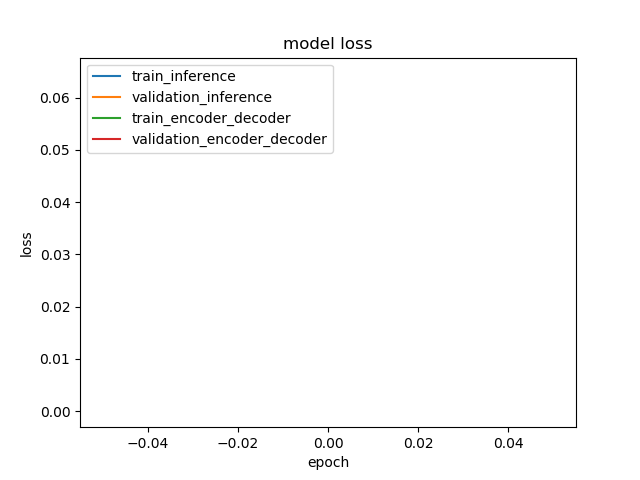 model loss
train_inference
validation_inference
train_encoder_decoder
validation_encoder_decoder
0.06
0.05
0.04
0.03
0.02
0.01
0.00
loss
−0.04 −0.02 0.00 0.02 0.04
epoch